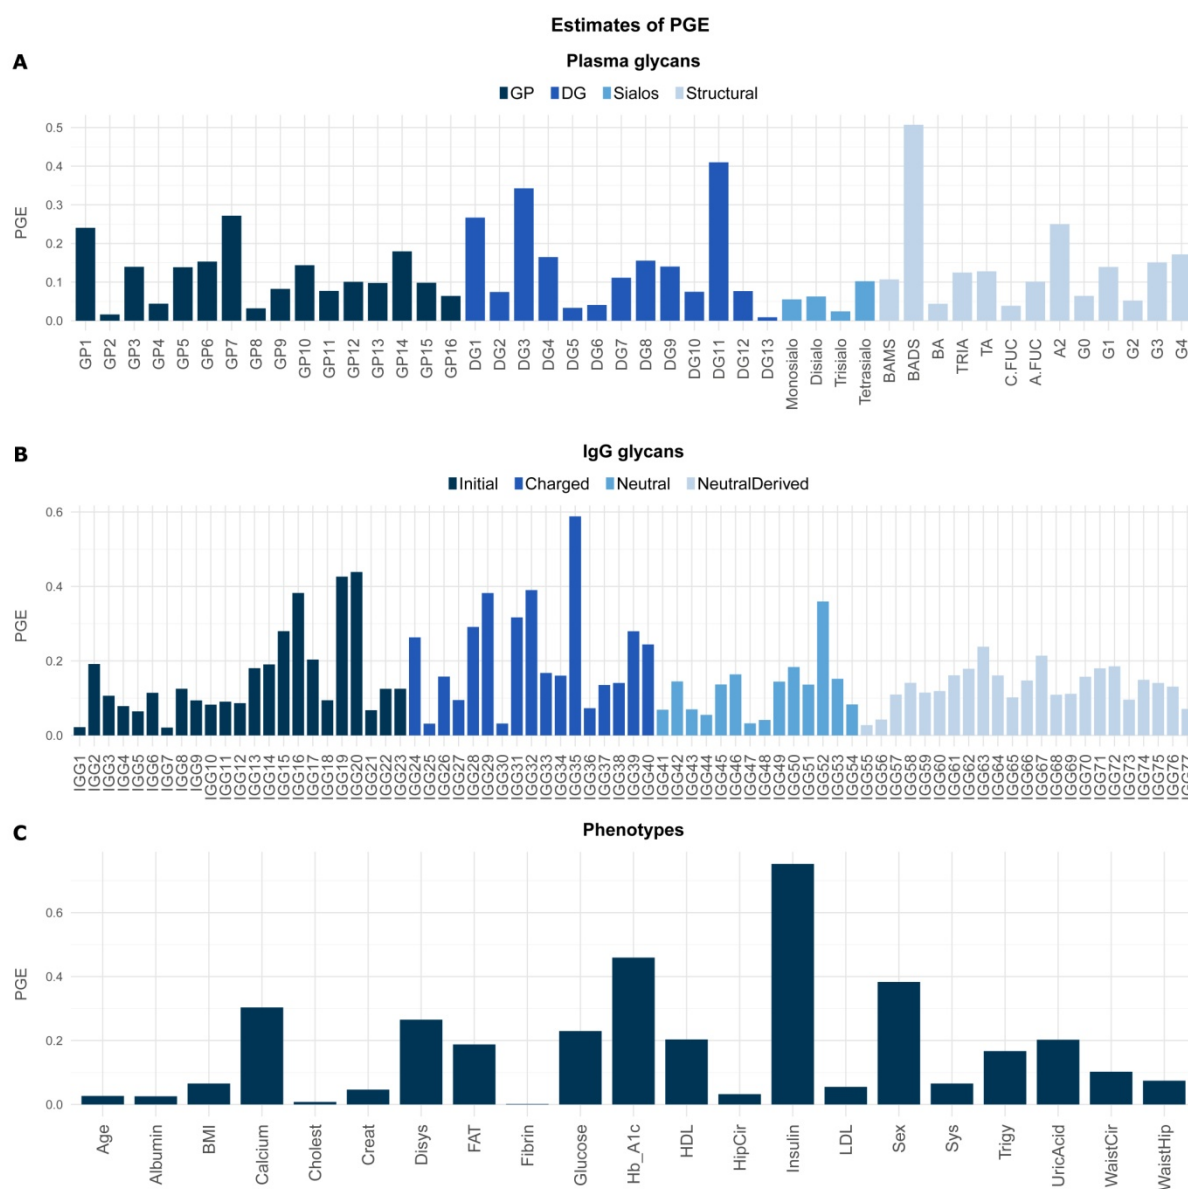 Estimates of PGE
A
Plasma glycans
GP DG Sialos Structural
PGE
0.5
0.4
0.3
0.2
0.1
0.0
GP1 GP2 GP3 GP4 GP5 GP6 GP7 GP8 GP9 GP10 GP11 GP12 GP13 GP14 GP15 GP16 DG1 DG2 DG3 DG4 DG5 DG6 DG7 DG8 DG9 DG10 DG11 DG12 DG13 Monosialo Disialo Trisialo Tetrasialo BAMS BADS BA TRIA TA C.FUC A.FUC A2 G0 G1 G2 G3 G4
B
IgG glycans
Initial Charged Neutral NeutralDerived
PGE
0.6
0.4
0.2
0.0
IGG1 IGG2 IGG3 IGG4 IGG5 IGG6 IGG7 IGG8 IGG9 IGG10 IGG11 IGG12 IGG13 IGG14 IGG15 IGG16 IGG17 IGG18 IGG19 IGG20 IGG21 IGG22 IGG23 IGG24 IGG25 IGG26 IGG27 IGG28 IGG29 IGG30 IGG31 IGG32 IGG33 IGG34 IGG35 IGG36 IGG37 IGG38 IGG39 IGG40 IGG41 IGG42 IGG43 IGG44 IGG45 IGG46 IGG47 IGG48 IGG49 IGG50 IGG51 IGG52 IGG53 IGG54 IGG55 IGG56 IGG57 IGG58 IGG59 IGG60 IGG61 IGG62 IGG63 IGG64 IGG65 IGG66 IGG67 IGG68 IGG69 IGG70 IGG71 IGG72 IGG73 IGG74 IGG75 IGG76 IGG77
C
Phenotypes
PGE
0.6
0.4
0.2
0.0
Age Albumin BMI Calcium Cholest Creat Disys FAT Fibrin Glucose Hb_A1c HDL HipCir Insulin LDL Sex Sys Trigy UricAcid WaistCir WaistHip